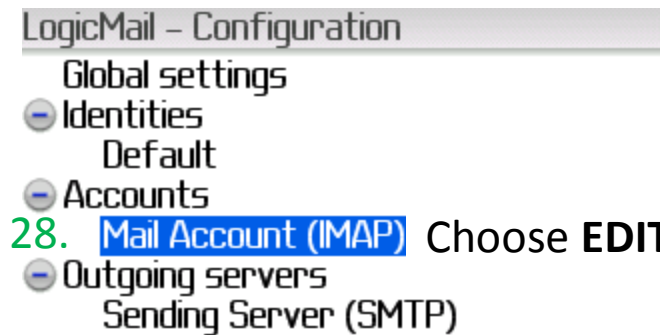 LogicMail – Configuration
Global settings
Identities
Default
Accounts
28. Mail Account (IMAP) Choose EDIT
Outgoing servers
Sending Server (SMTP)